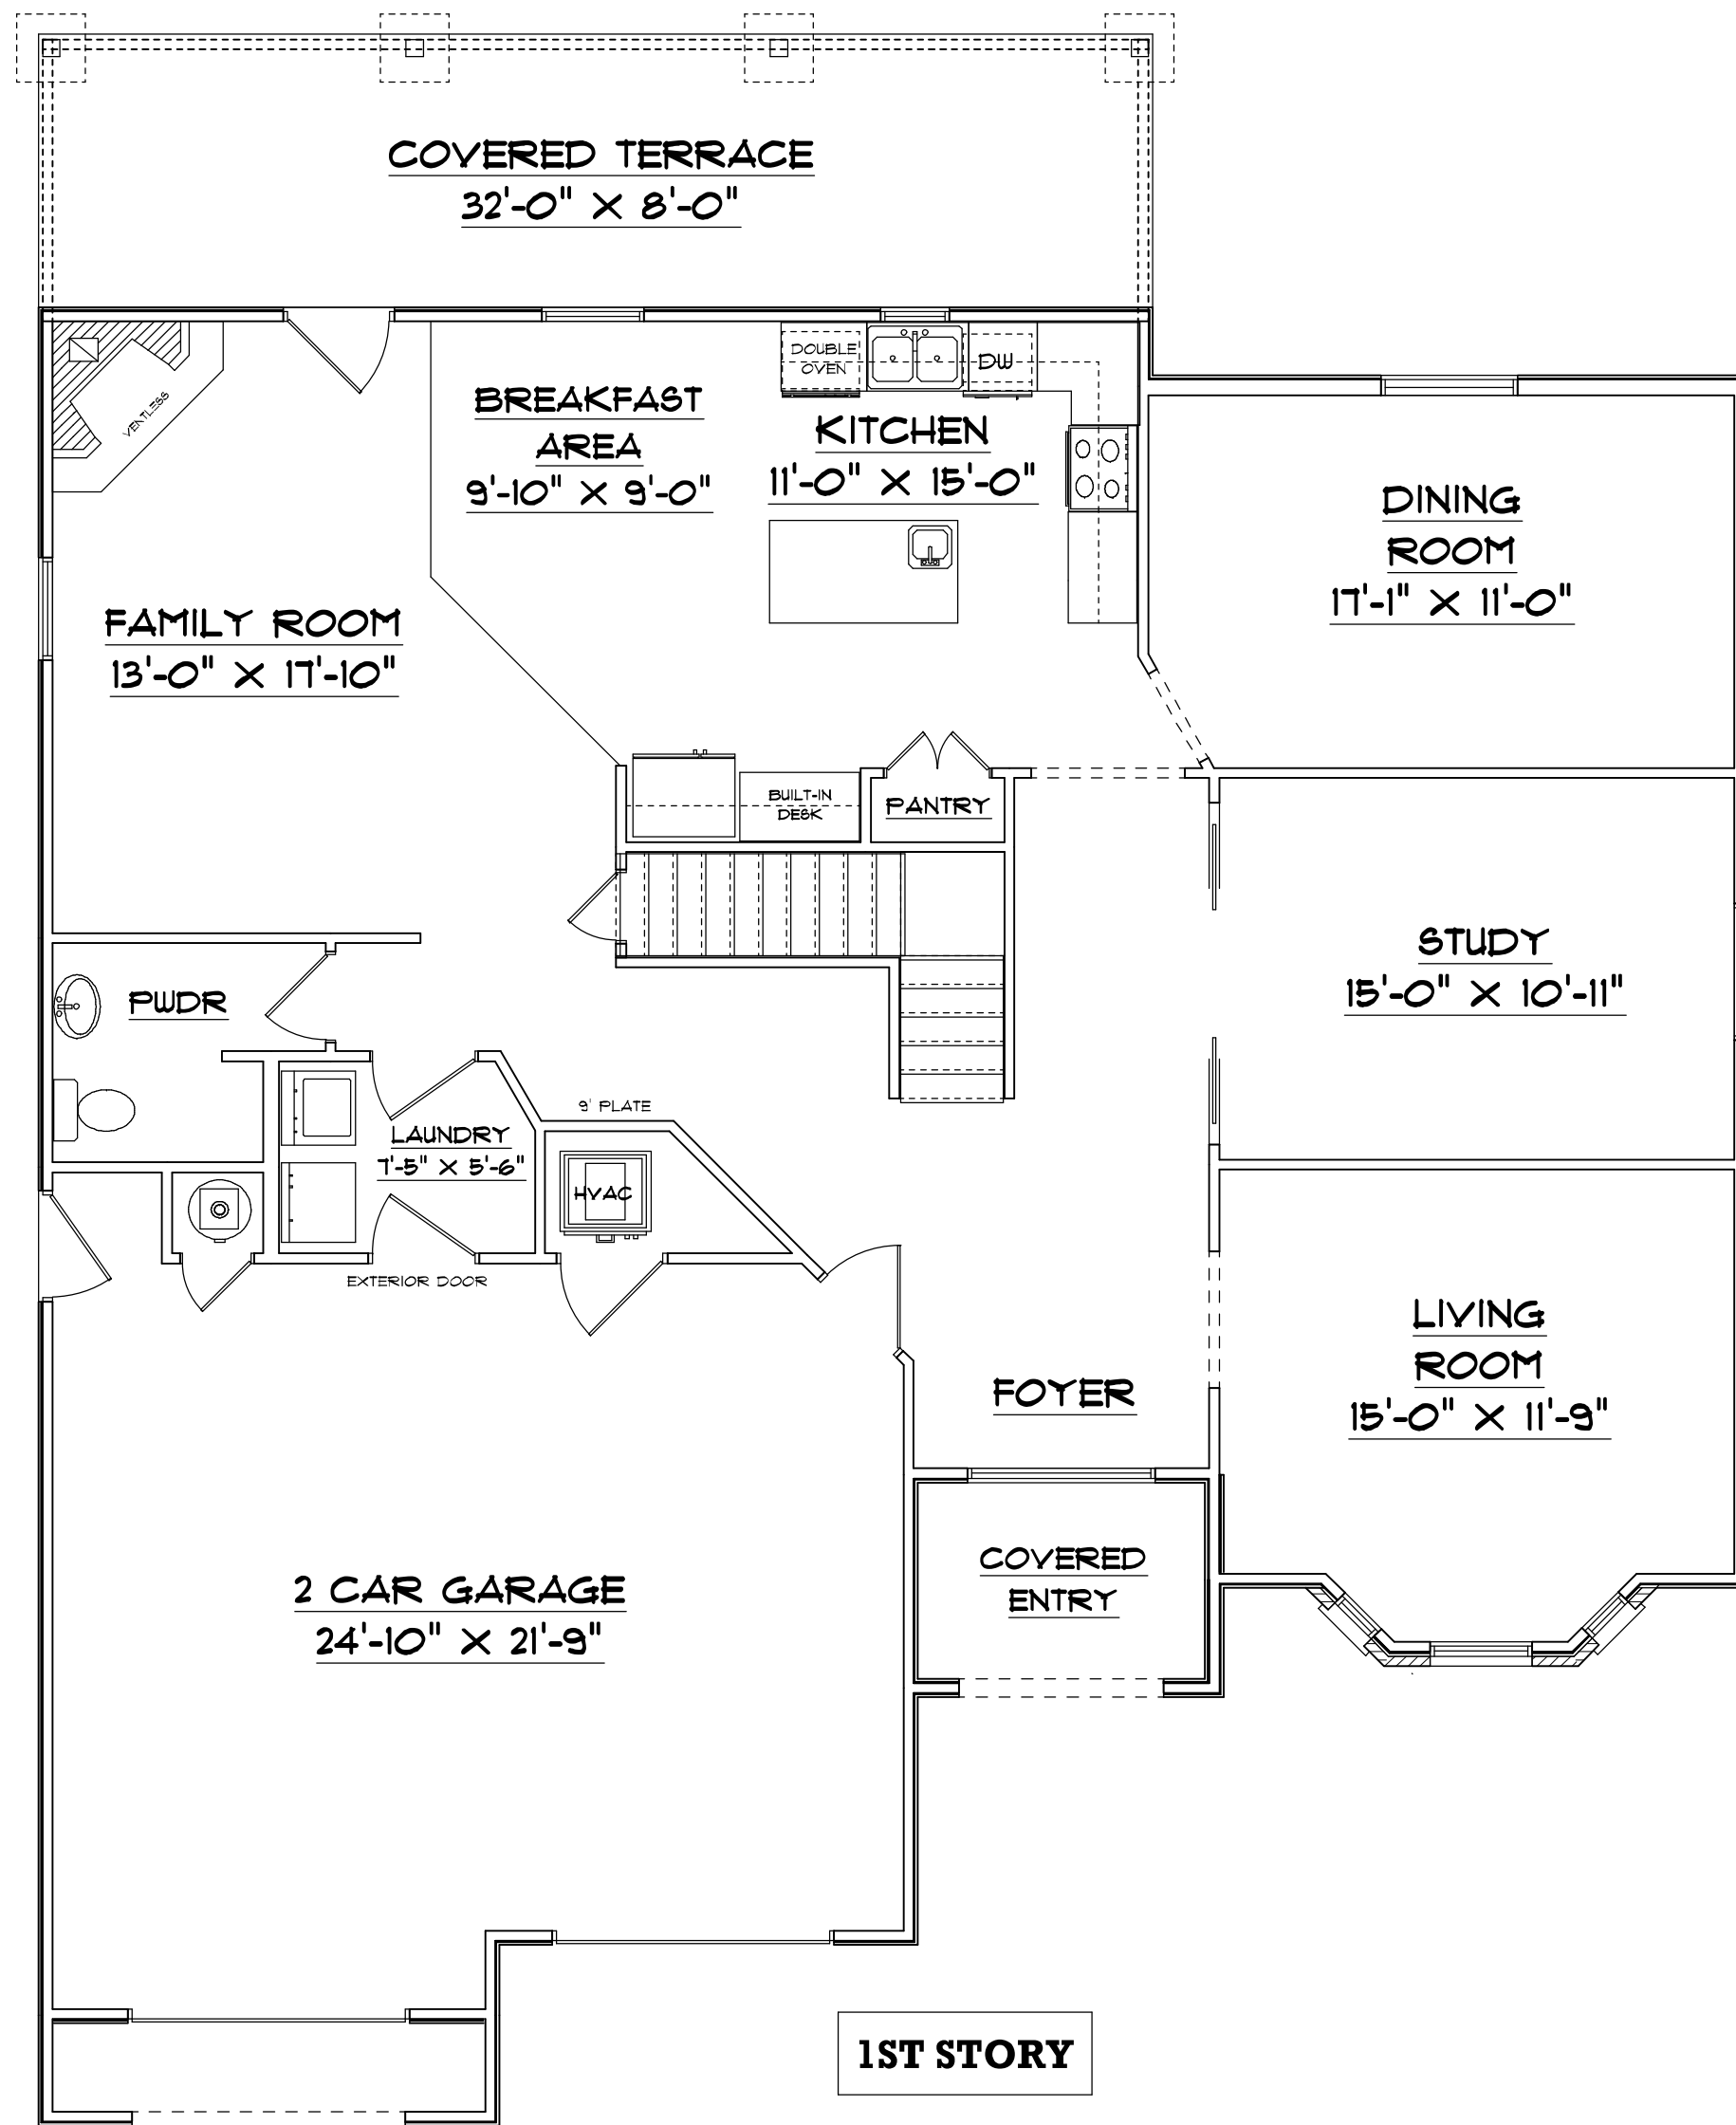 COVERED TERRACE
32'-0" X 8'-0"
VENTLESS
BREAKFAST
AREA
9'-10" X 9'-0"
DOUBLE
OVEN
DW
KITCHEN
11'-0" X 15'-0"
DINING
ROOM
17'-1" X 11'-0"
FAMILY ROOM
13'-0" X 17'-10"
BUILT-IN
DESK
PANTRY
STUDY
15'-0" X 10'-11"
PWDR
9' PLATE
LAUNDRY
7'-5" X 5'-6"
HVAC
EXTERIOR DOOR
LIVING
ROOM
15'-0" X 11'-9"
FOYER
COVERED
ENTRY
2 CAR GARAGE
24'-10" X 21'-9"
1ST STORY